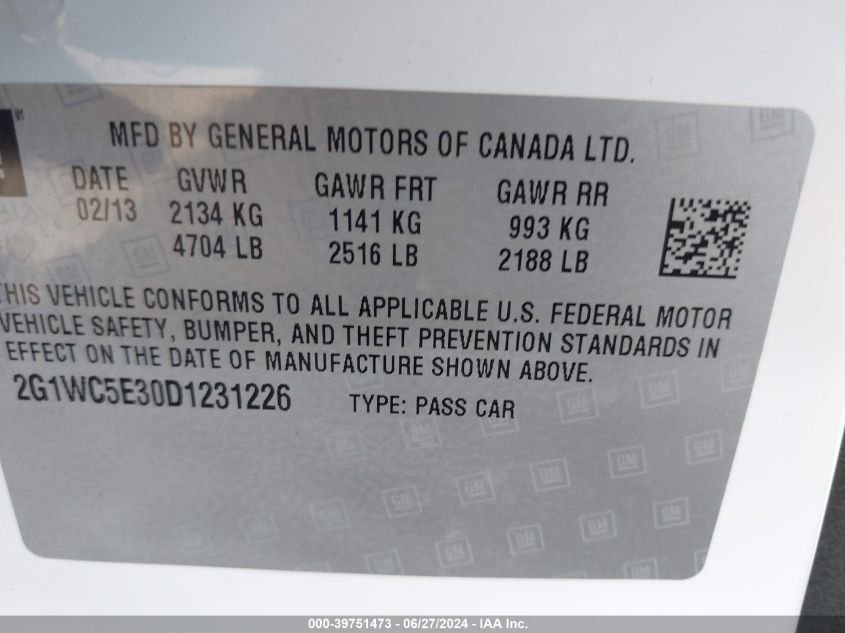 MFD BY GENERAL MOTORS OF CANADA LTD.
DATE GVWR GAWR FRT GAWR RR
02/13 2134 KG 1141 KG 993 KG
4704 LB 2516 LB 2188 LB
THIS VEHICLE CONFORMS TO ALL APPLICABLE U.S. FEDERAL MOTOR
VEHICLE SAFETY, BUMPER, AND THEFT PREVENTION STANDARDS IN
EFFECT ON THE DATE OF MANUFACTURE SHOWN ABOVE.
2G1WC5E30D1231226 TYPE: PASS CAR
GM
000-39751473 - 06/27/2024 - IAA Inc.